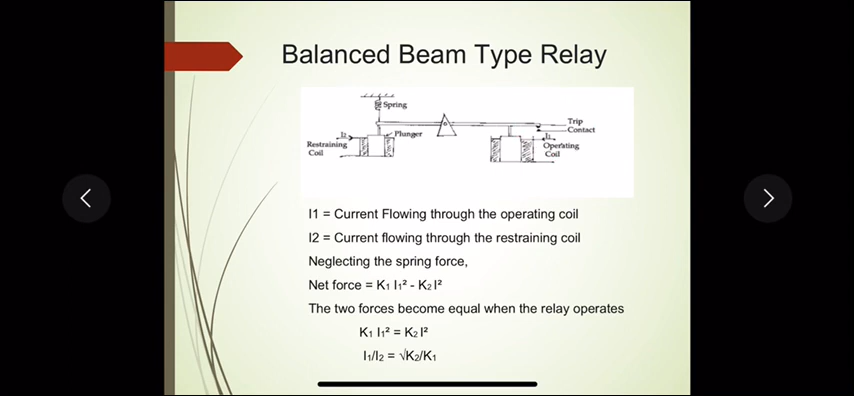 Balanced Beam Type Relay
Spring
Trip
Contact
I2
Plunger
I1
Restraining
Coil
Operating
Coil
I1 = Current Flowing through the operating coil
I2 = Current flowing through the restraining coil
Neglecting the spring force,
Net force = K₁ I₁² - K₂ I²
The two forces become equal when the relay operates
K₁ I₁² = K₂ I²
I₁/I₂ = √K₂/K₁